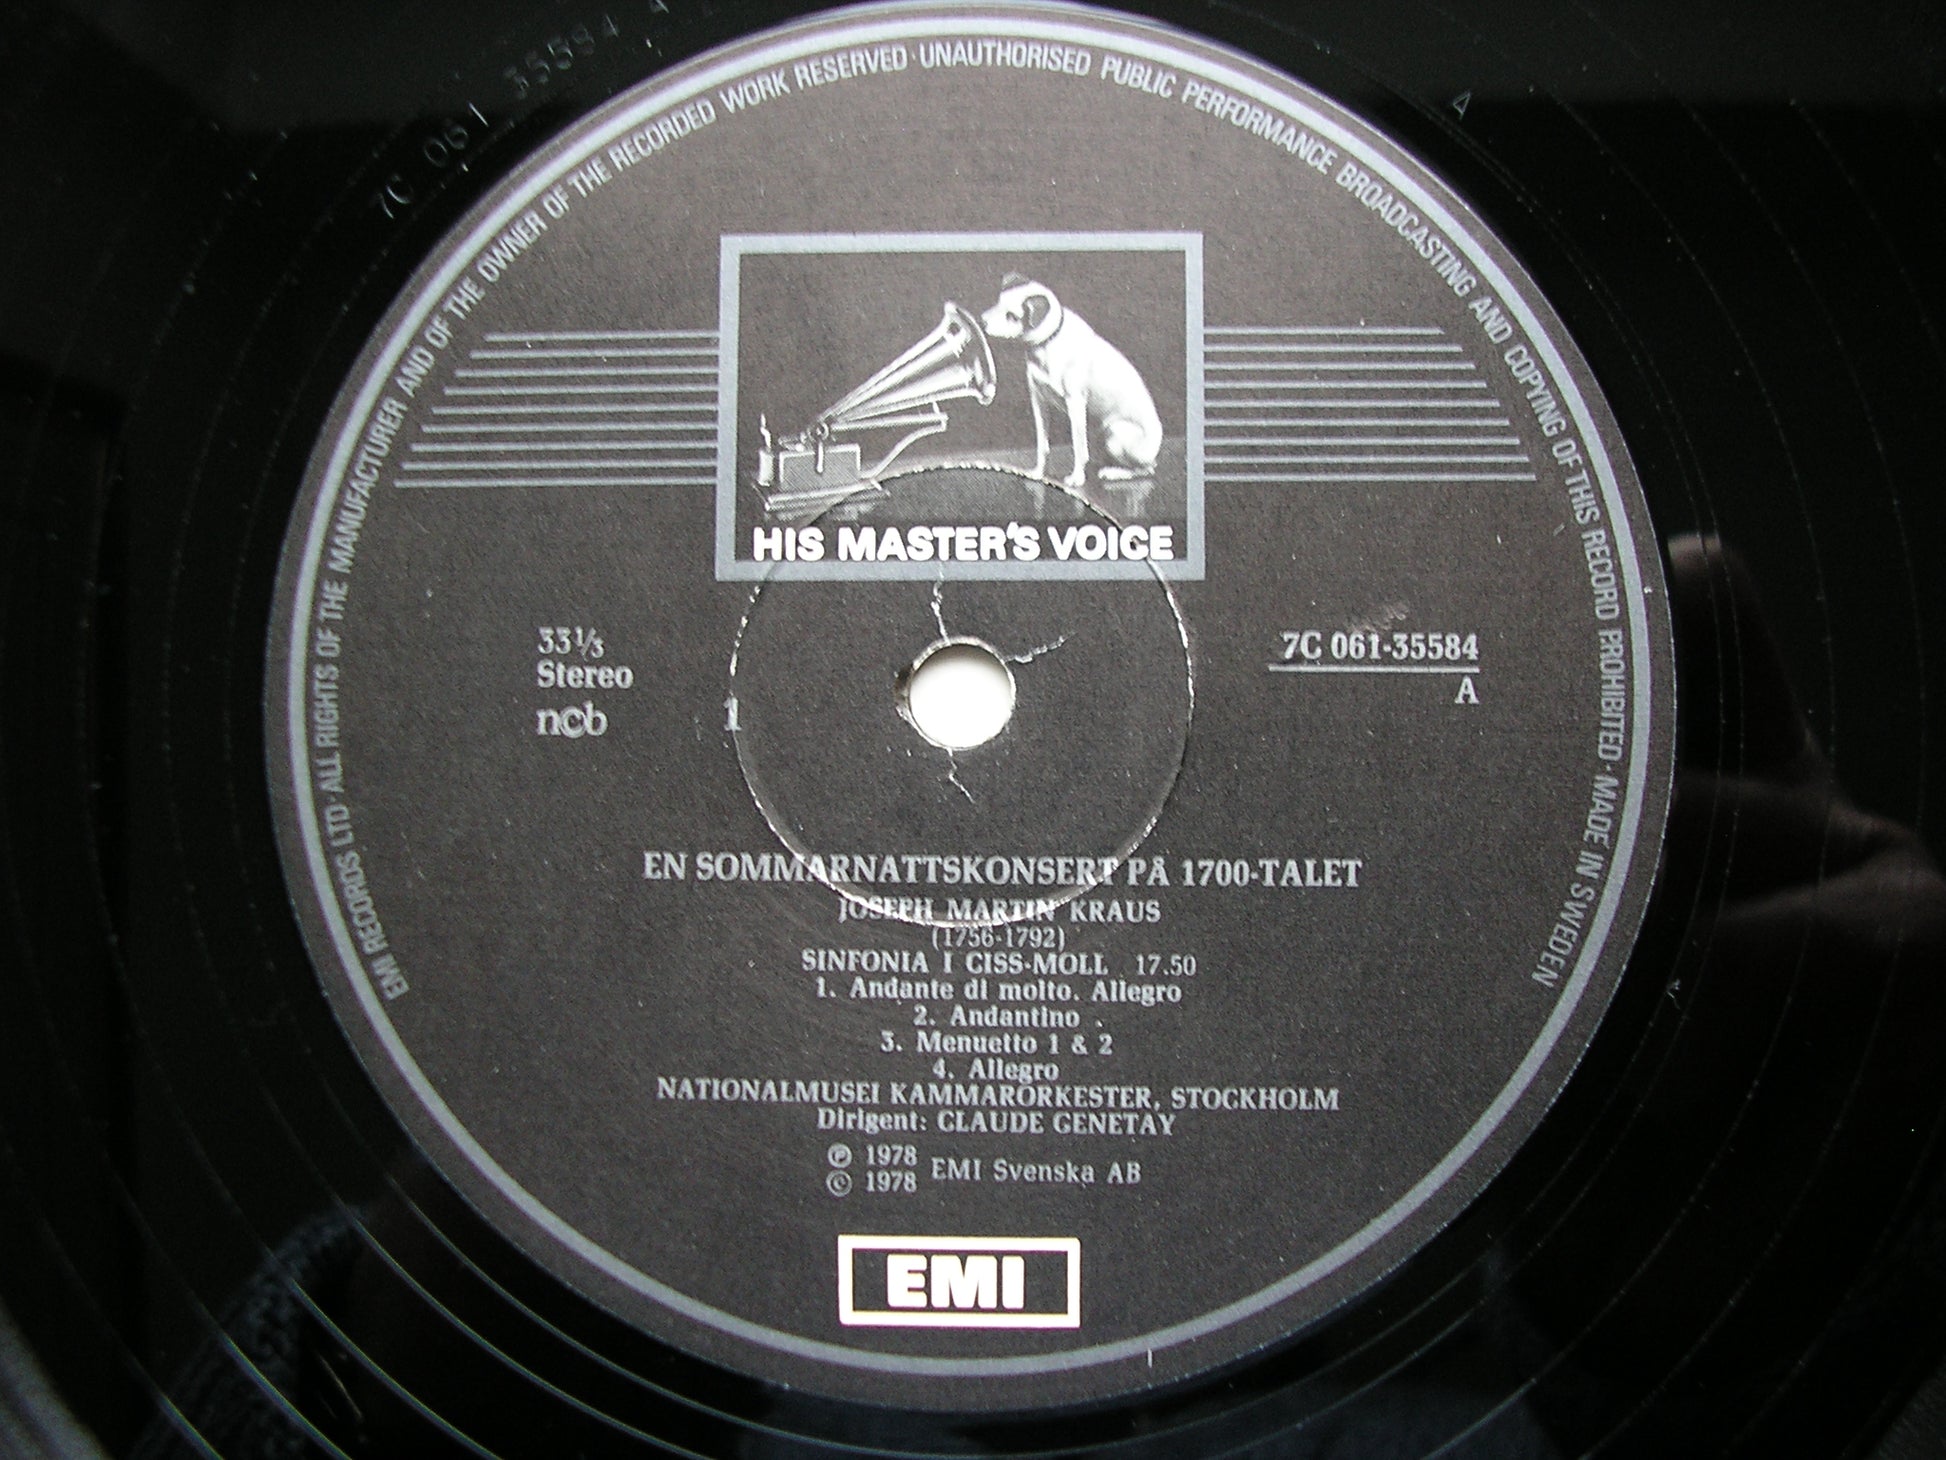 7C 061 35584 A
EMI RECORDS LTD · ALL RIGHTS OF THE MANUFACTURER AND OF THE OWNER OF THE RECORDED WORK RESERVED · UNAUTHORISED PUBLIC PERFORMANCE BROADCASTING AND COPYING OF THIS RECORD PROHIBITED · MADE IN SWEDEN
HIS MASTER'S VOICE
33⅓
Stereo
ncb
1
7C 061-35584
A
EN SOMMARNATTSKONSERT PÅ 1700-TALET
JOSEPH MARTIN KRAUS
(1756-1792)
SINFONIA I CISS-MOLL 17.50
1. Andante di molto. Allegro
2. Andantino
3. Menuetto 1 & 2
4. Allegro
NATIONALMUSEI KAMMARORKESTER, STOCKHOLM
Dirigent: CLAUDE GENETAY
Ⓟ 1978
© 1978 EMI Svenska AB
EMI